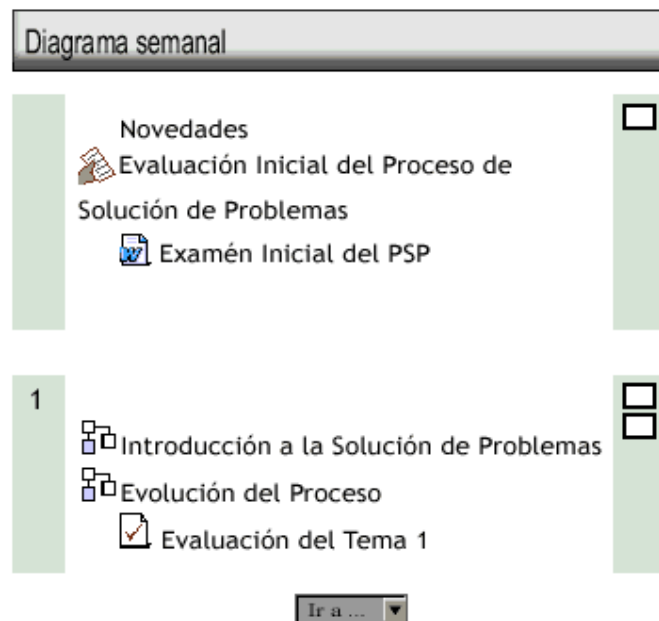 Diagrama semanal
Novedades
Evaluación Inicial del Proceso de
Solución de Problemas
Examén Inicial del PSP
1
Introducción a la Solución de Problemas
Evolución del Proceso
Evaluación del Tema 1
Ir a ...